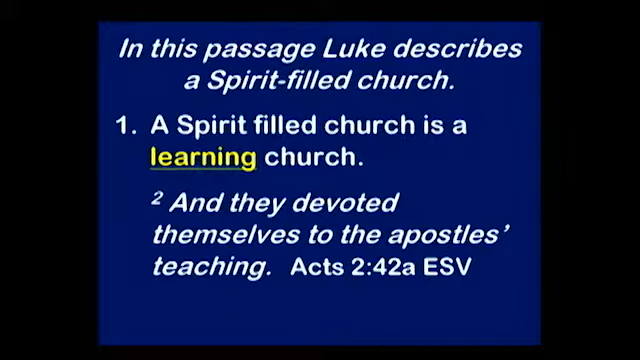 In this passage Luke describes
a Spirit-filled church.
1. A Spirit filled church is a
learning church.
2 And they devoted
themselves to the apostles’
teaching. Acts 2:42a ESV